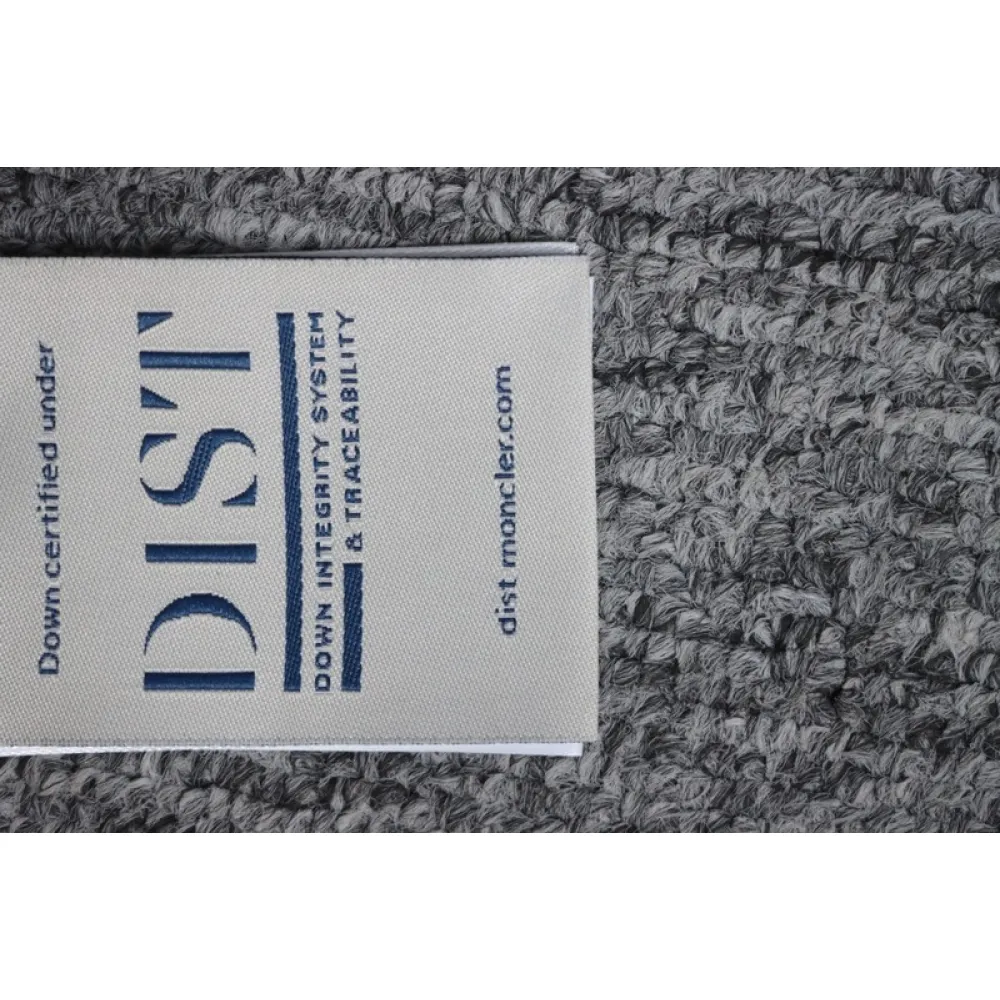 Down certified under
DIST
DOWN INTEGRITY SYSTEM
& TRACEABILITY
dist moncler.com